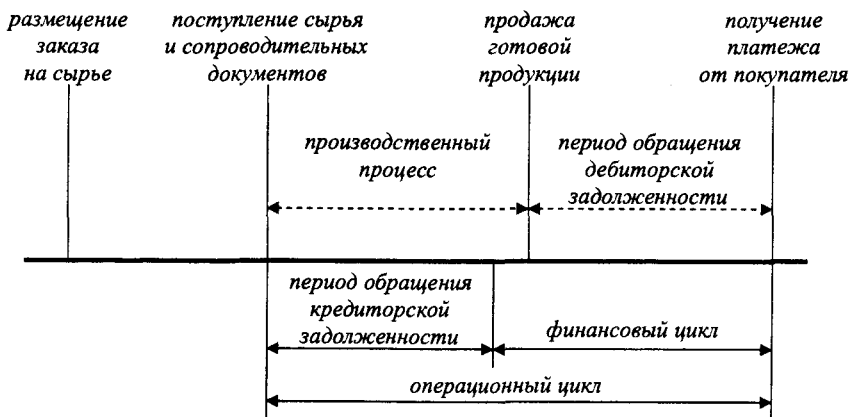 размещение
заказа
на сырье
поступление сырья
и сопроводительных
документов
продажа
готовой
продукции
получение
платежа
от покупателя
производственный
процесс
период обращения
дебиторской
задолженности
период обращения
кредиторской
задолженности
финансовый цикл
операционный цикл